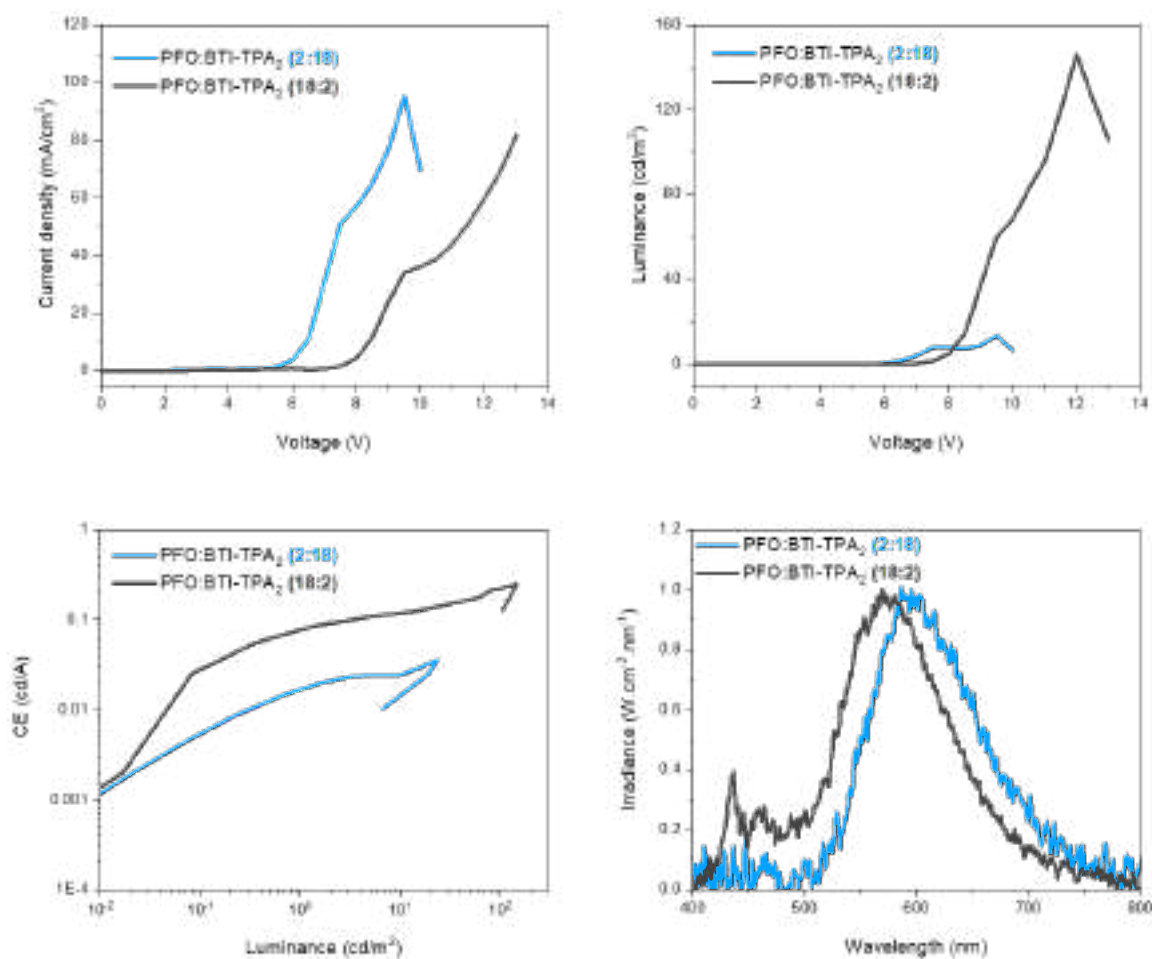 120
100
80
60
40
20
0
0 2 4 6 8 10 12 14
Current density (mA/cm²)
Voltage (V)
PFO:BTI-TPA₂ (2:18)
PFO:BTI-TPA₂ (18:2)
160
120
80
40
0
0 2 4 6 8 10 12 14
Luminance (cd/m²)
Voltage (V)
PFO:BTI-TPA₂ (2:18)
PFO:BTI-TPA₂ (18:2)
1
0.1
0.01
0.001
1E-4
10⁻² 10⁻¹ 10⁰ 10¹ 10²
CE (cd/A)
Luminance (cd/m²)
PFO:BTI-TPA₂ (2:18)
PFO:BTI-TPA₂ (18:2)
1.2
1.0
0.8
0.6
0.4
0.2
0.0
400 500 600 700 800
Irradiance (W.cm⁻².nm⁻¹)
Wavelength (nm)
PFO:BTI-TPA₂ (2:18)
PFO:BTI-TPA₂ (18:2)